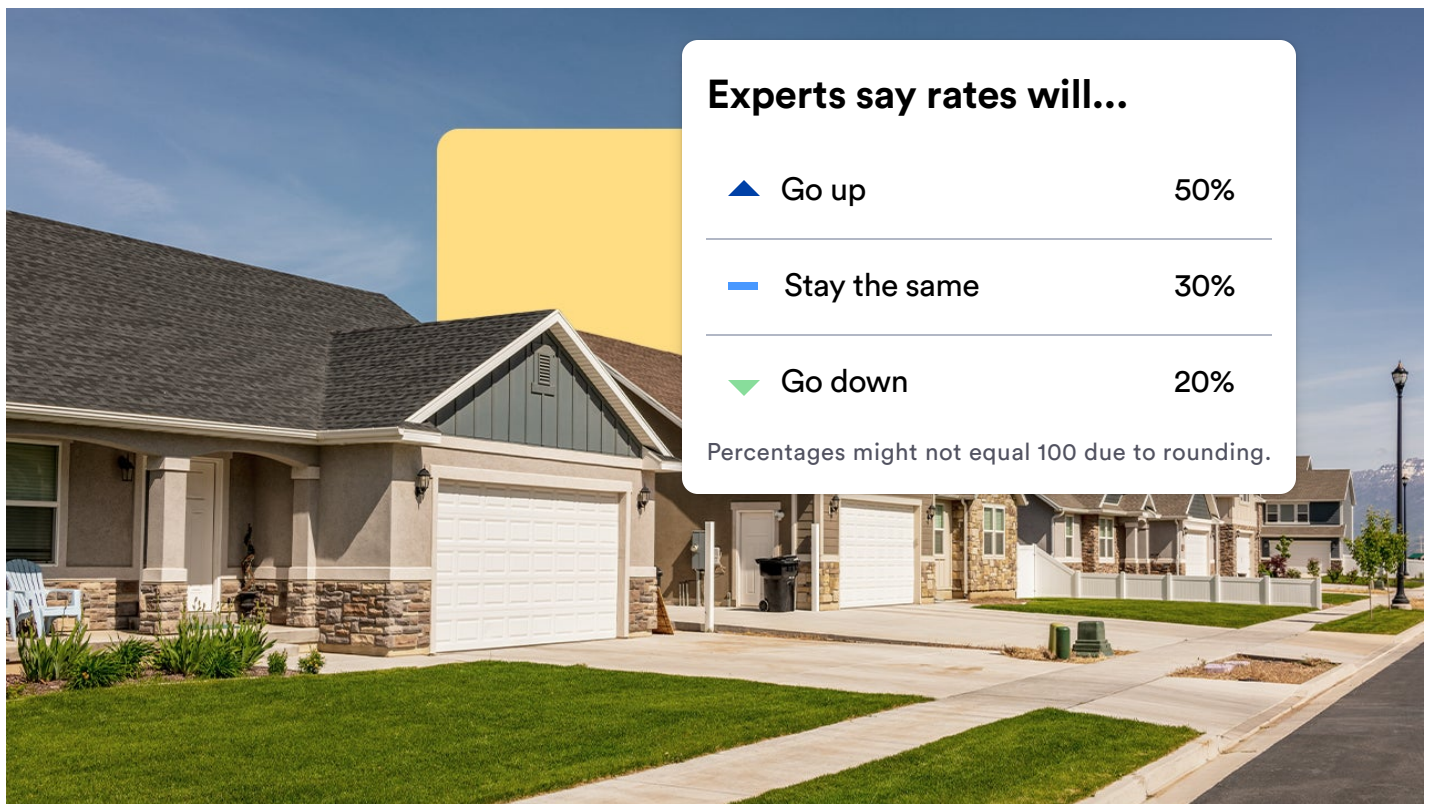 Experts say rates will...
Go up 50%
Stay the same 30%
Go down 20%
Percentages might not equal 100 due to rounding.